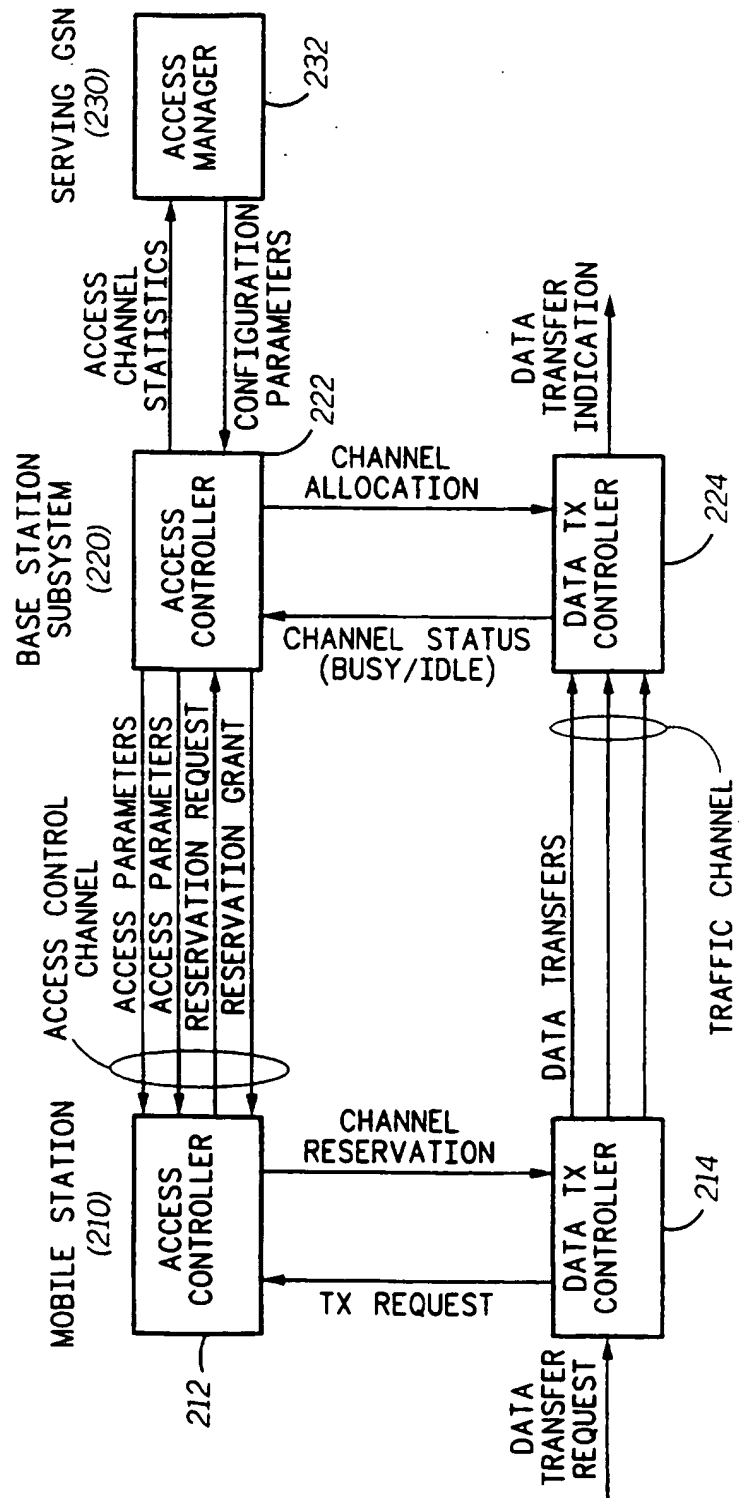 MOBILE STATION
(210)
BASE STATION
SUBSYSTEM
(220)
SERVING GSN
(230)
ACCESS CONTROL
CHANNEL
ACCESS PARAMETERS
ACCESS PARAMETERS
RESERVATION REQUEST
RESERVATION GRANT
ACCESS
CHANNEL
STATISTICS
CONFIGURATION
PARAMETERS
ACCESS
CONTROLLER
212
ACCESS
CONTROLLER
222
ACCESS
MANAGER
232
TX REQUEST
CHANNEL
RESERVATION
CHANNEL STATUS
(BUSY/IDLE)
CHANNEL
ALLOCATION
DATA
TRANSFER
REQUEST
DATA TX
CONTROLLER
214
DATA TRANSFERS
TRAFFIC CHANNEL
DATA TX
CONTROLLER
224
DATA
TRANSFER
INDICATION